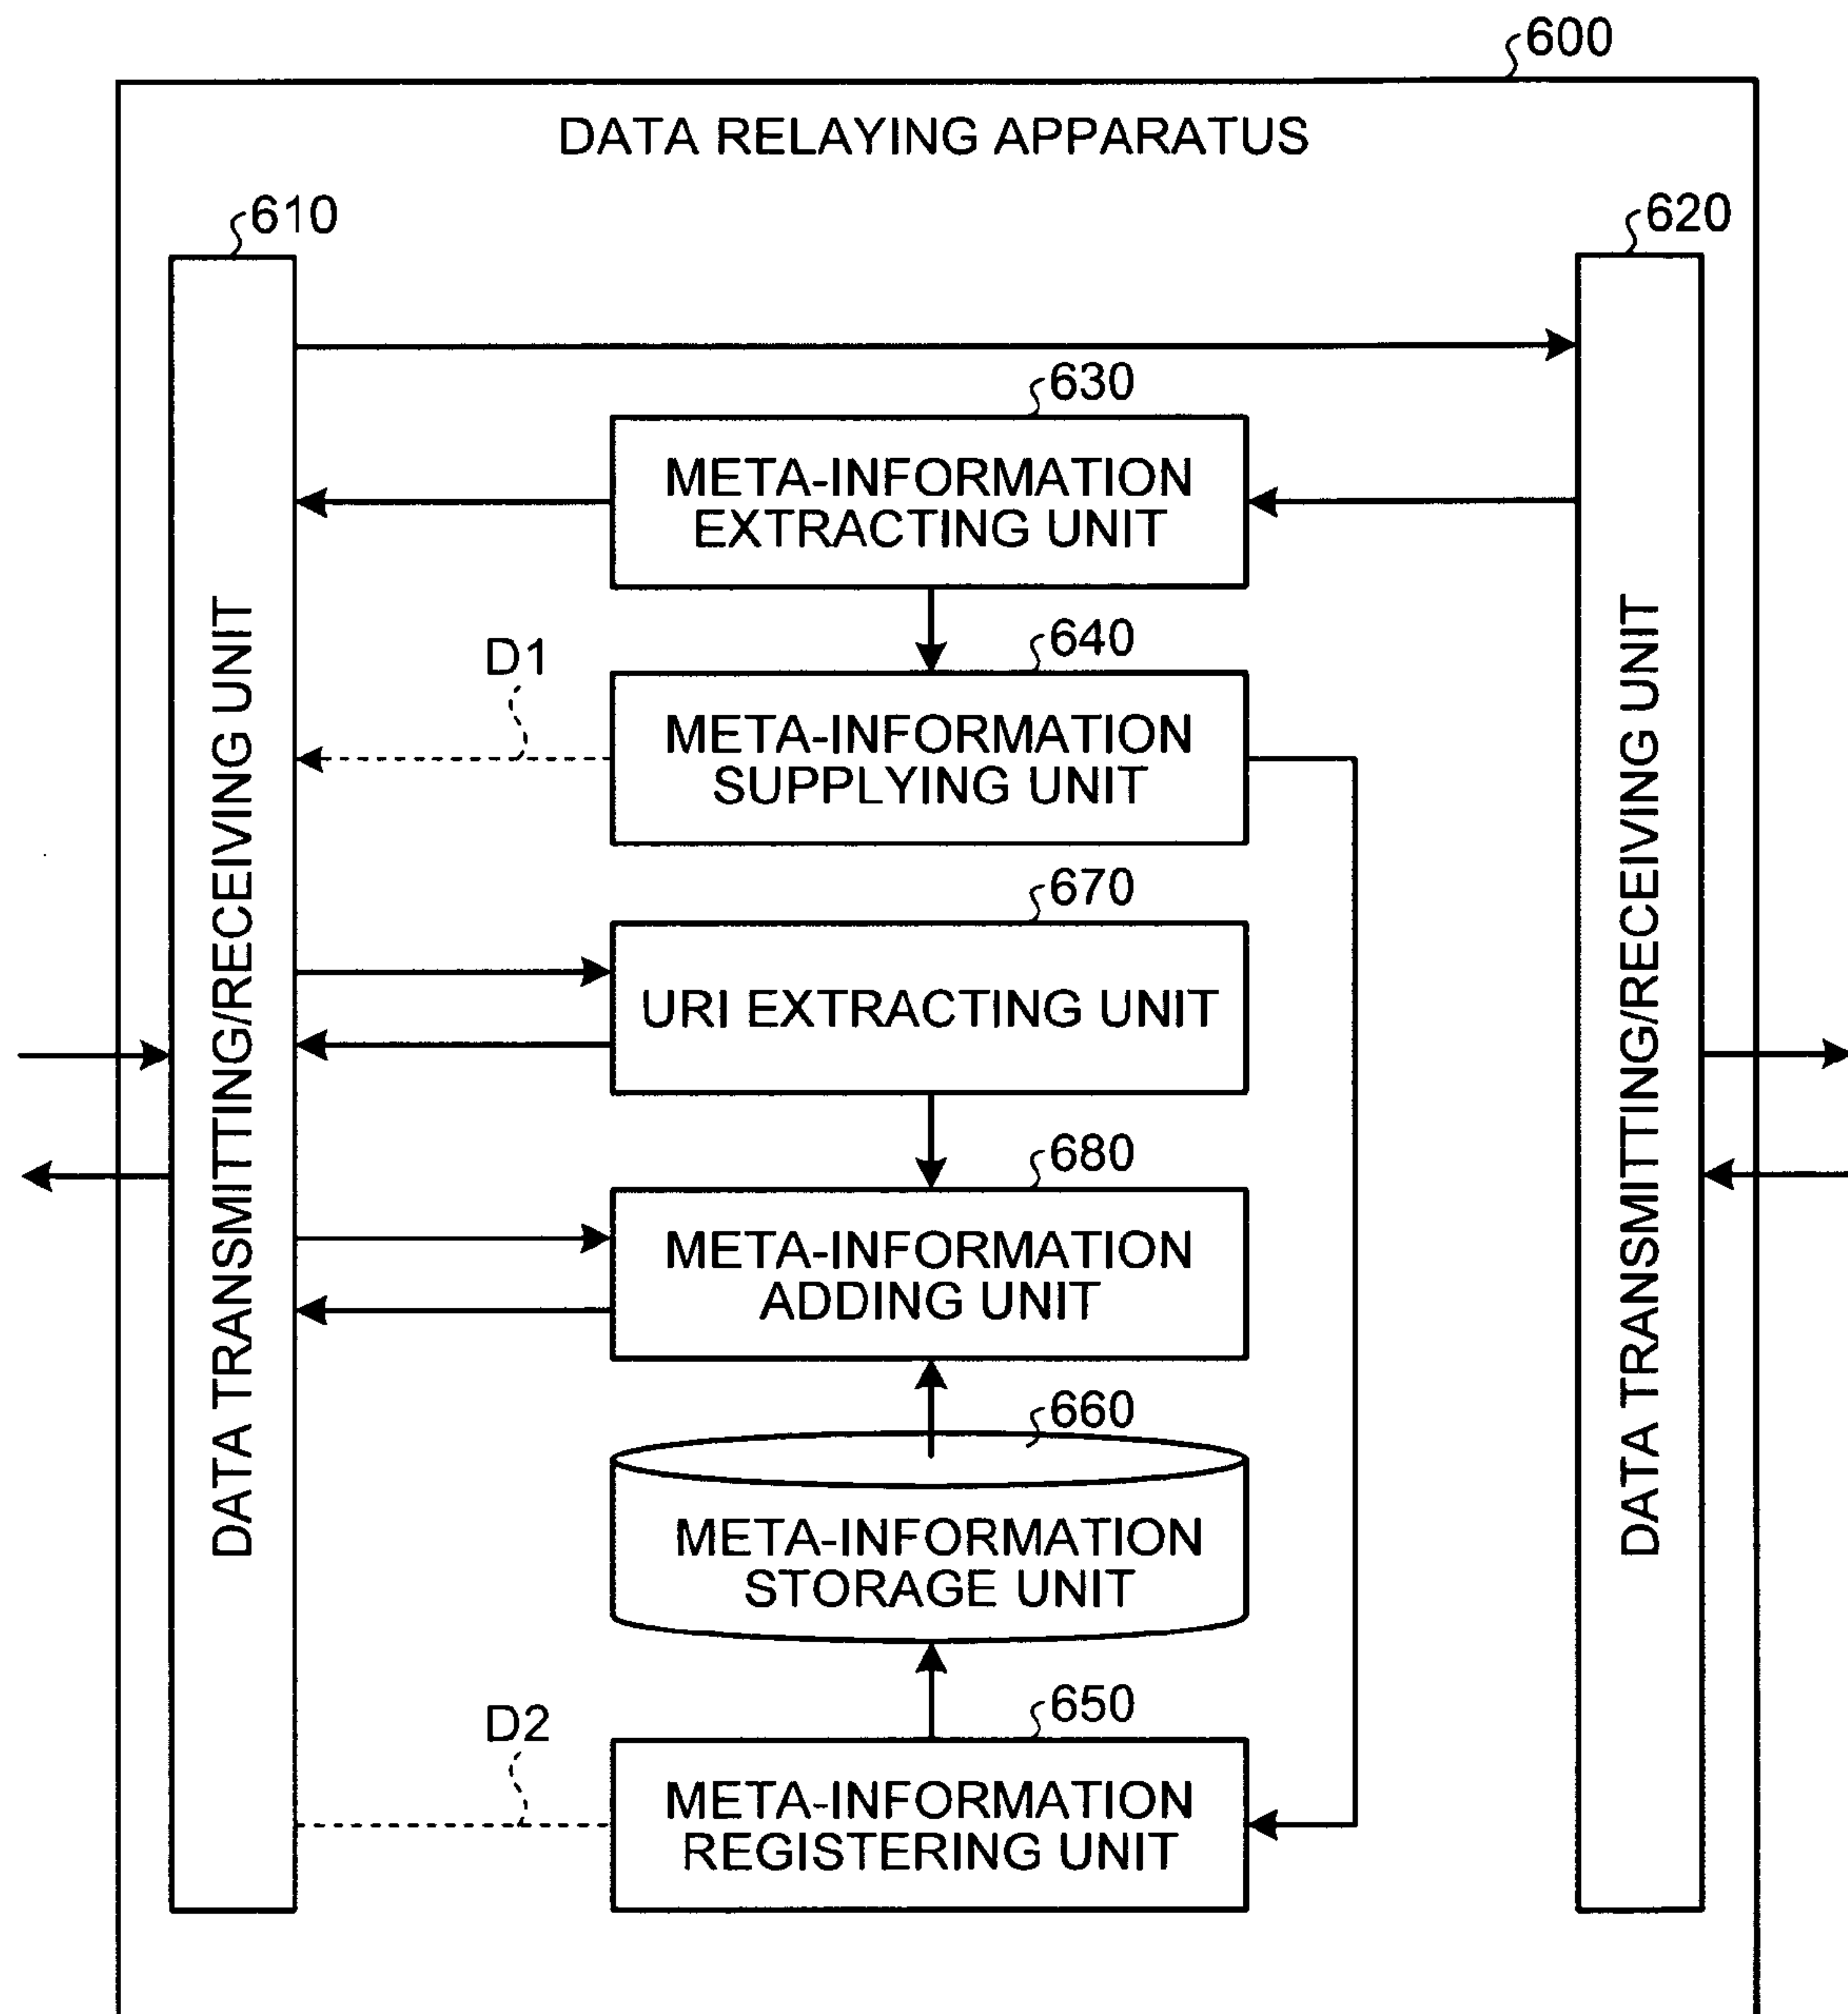 600
DATA RELAYING APPARATUS
610
620
DATA TRANSMITTING/RECEIVING UNIT
DATA TRANSMITTING/RECEIVING UNIT
630
META-INFORMATION
EXTRACTING UNIT
640
D1
META-INFORMATION
SUPPLYING UNIT
670
URI EXTRACTING UNIT
680
META-INFORMATION
ADDING UNIT
660
META-INFORMATION
STORAGE UNIT
650
D2
META-INFORMATION
REGISTERING UNIT